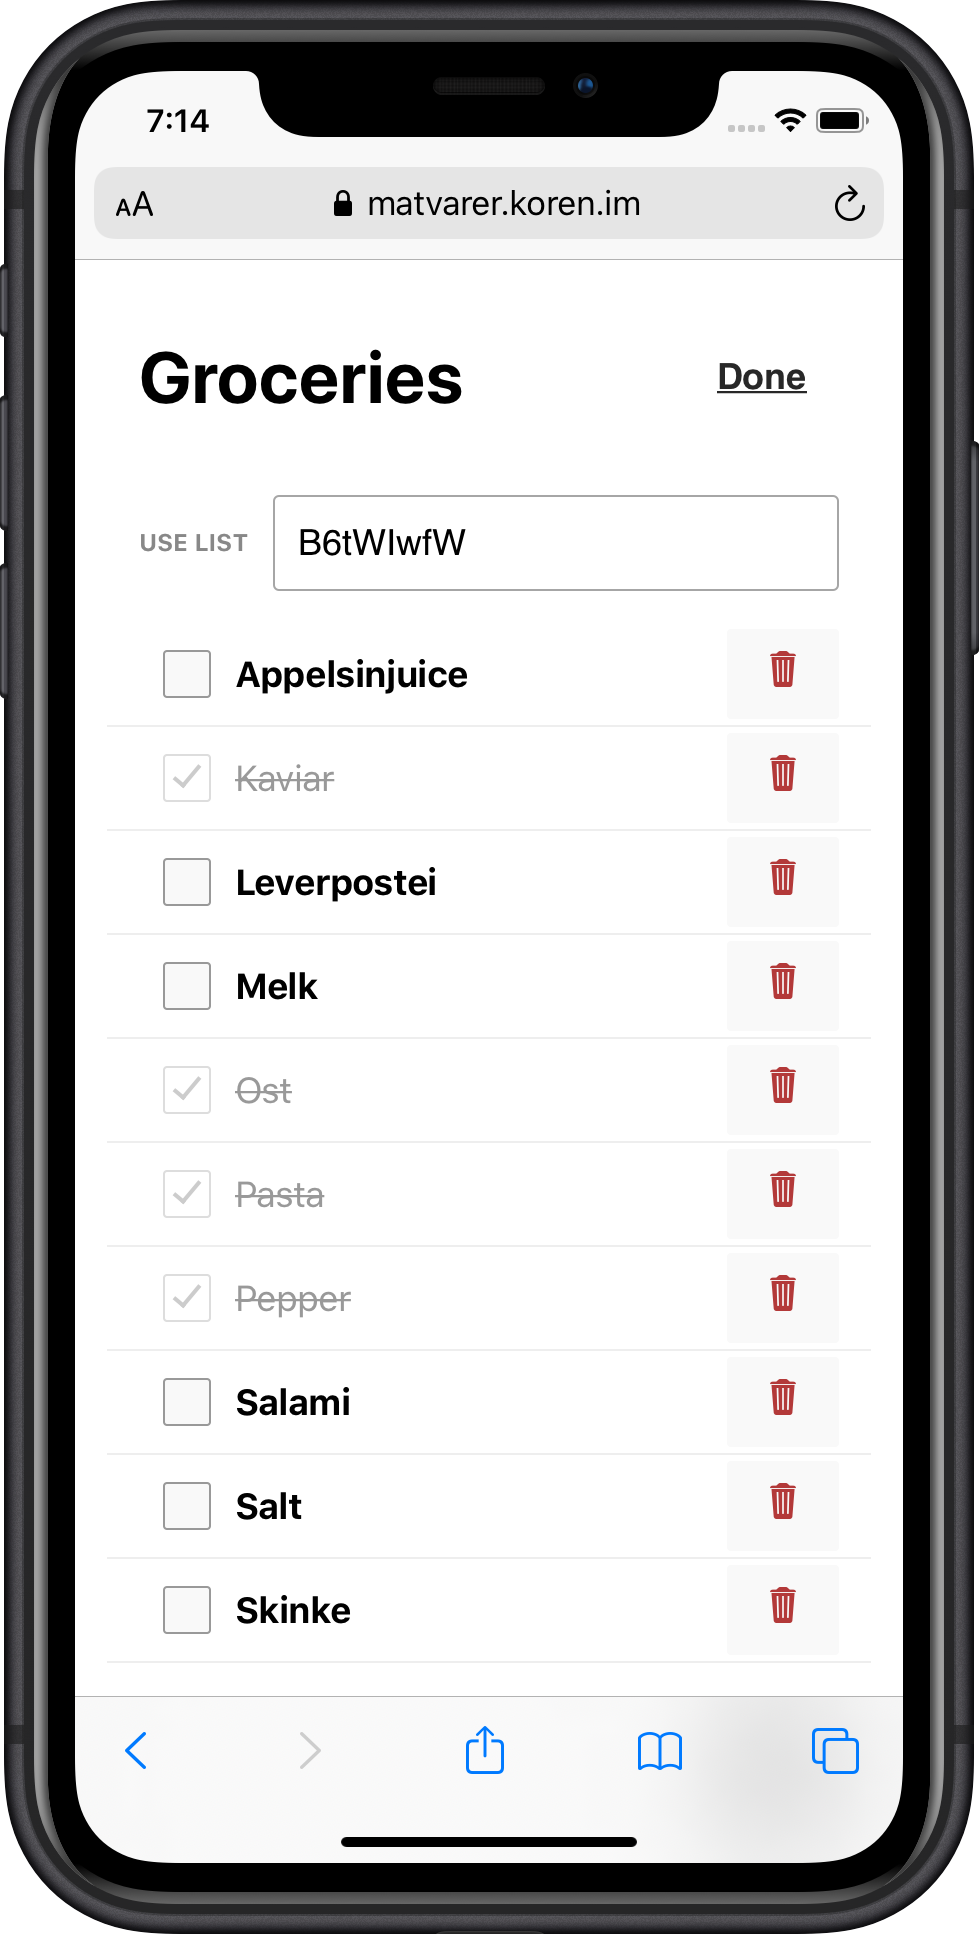 7:14
AA matvarer.koren.im
Groceries Done
USE LIST B6tWIwfW
Appelsinjuice
Kaviar
Leverpostei
Melk
Ost
Pasta
Pepper
Salami
Salt
Skinke